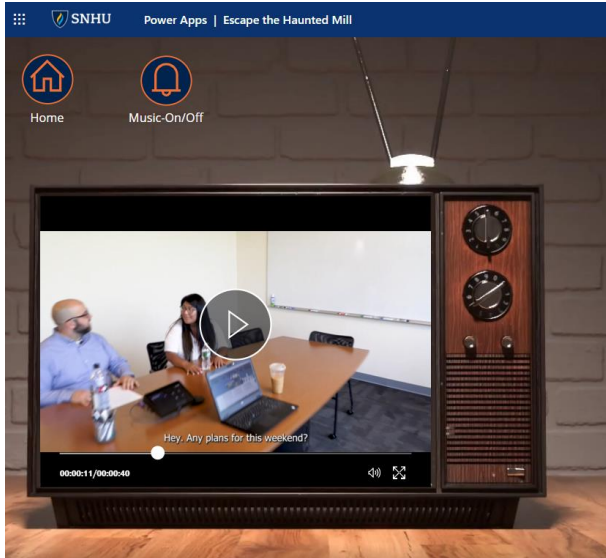 SNHU Power Apps | Escape the Haunted Mill
Home Music-On/Off
Hey. Any plans for this weekend?
00:00:11/00:00:40